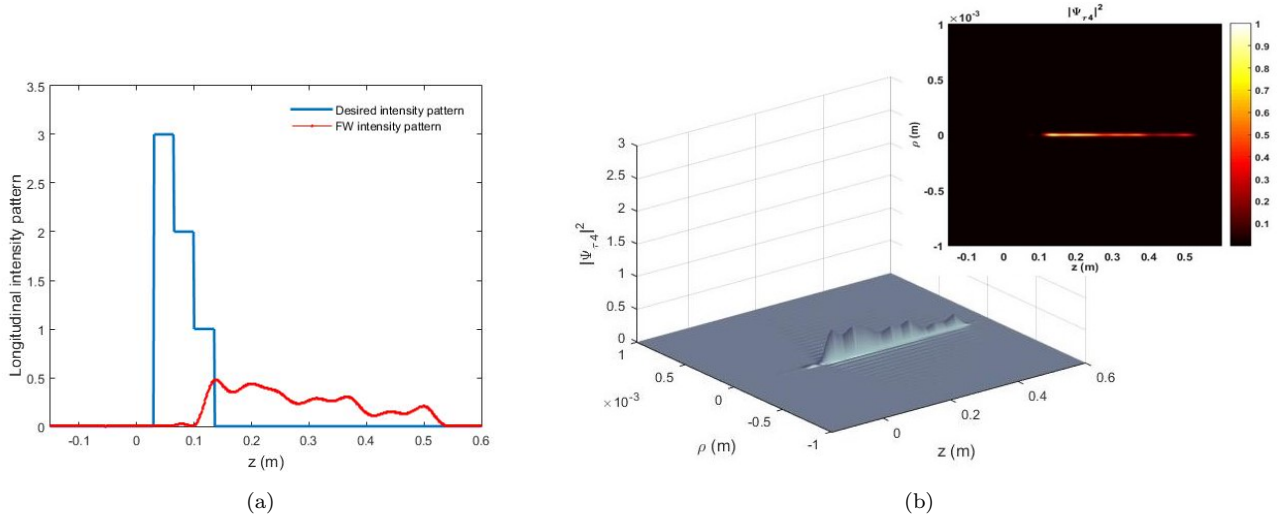 3.5
3
2.5
2
1.5
1
0.5
0
Longitudinal intensity pattern
Desired intensity pattern
FW intensity pattern
-0.1 0 0.1 0.2 0.3 0.4 0.5 0.6
z (m)
(a)
3
2.5
2
1.5
1
0.5
0
|Ψτ4|²
1
0.5
0
-0.5
-1
×10⁻³
ρ (m)
0 0.2 0.4 0.6
z (m)
×10⁻³
|Ψτ4|²
1
0.5
0
-0.5
-1
ρ (m)
-0.1 0 0.1 0.2 0.3 0.4 0.5
z (m)
1
0.9
0.8
0.7
0.6
0.5
0.4
0.3
0.2
0.1
(b)